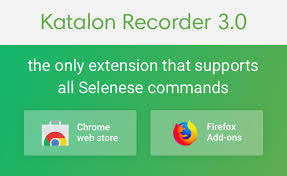 Katalon Recorder 3.0
the only extension that supports
all Selenese commands
Chrome
web store
Firefox
Add-ons